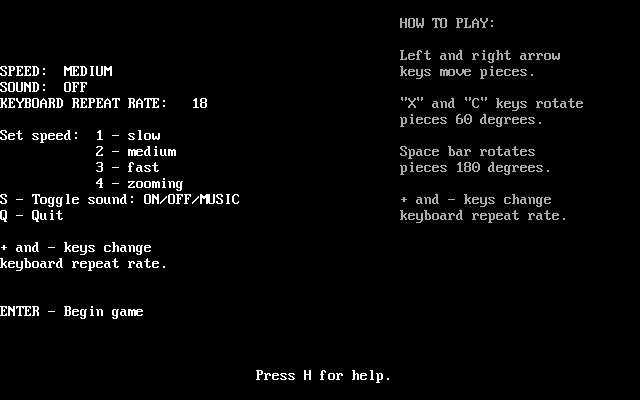 SPEED:  MEDIUM
SOUND:  OFF
KEYBOARD REPEAT RATE:   18
Set speed:  1 - slow
2 - medium
3 - fast
4 - zooming
S - Toggle sound: ON/OFF/MUSIC
Q - Quit
+ and - keys change
keyboard repeat rate.
ENTER - Begin game
HOW TO PLAY:
Left and right arrow
keys move pieces.
"X" and "C" keys rotate
pieces 60 degrees.
Space bar rotates
pieces 180 degrees.
+ and - keys change
keyboard repeat rate.
Press H for help.